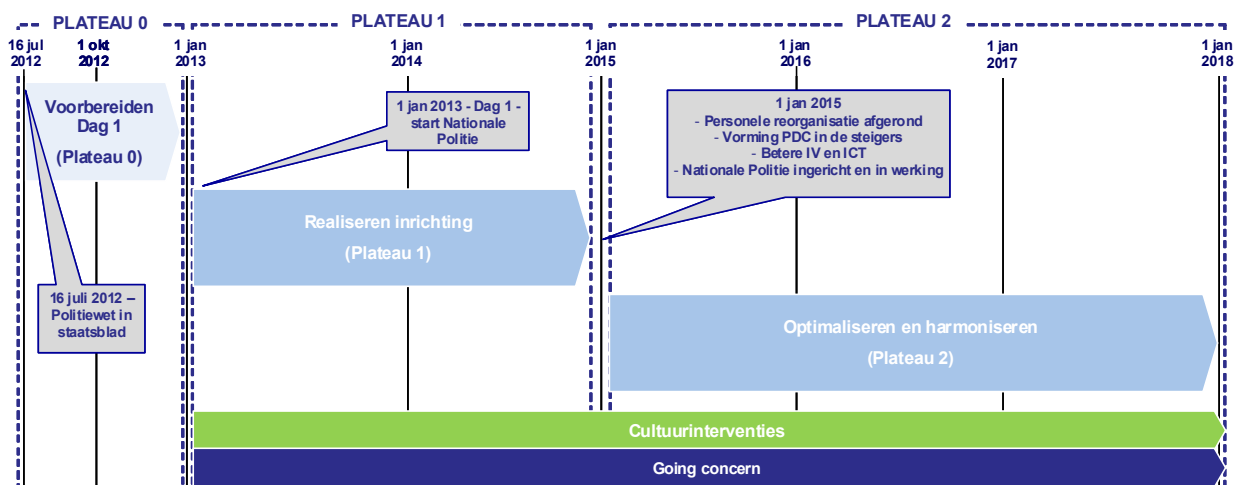 PLATEAU 0
PLATEAU 1
PLATEAU 2
16 jul
2012
1 okt
2012
1 jan
2013
1 jan
2014
1 jan
2015
1 jan
2016
1 jan
2017
1 jan
2018
Voorbereiden
Dag 1
(Plateau 0)
1 jan 2013 - Dag 1 -
start Nationale
Politie
1 jan 2015
- Personele reorganisatie afgerond
- Vorming PDC in de steigers
- Betere IV en ICT
- Nationale Politie ingericht en in werking
Realiseren inrichting
(Plateau 1)
16 juli 2012 –
Politiewet in
staatsblad
Optimaliseren en harmoniseren
(Plateau 2)
Cultuurinterventies
Going concern